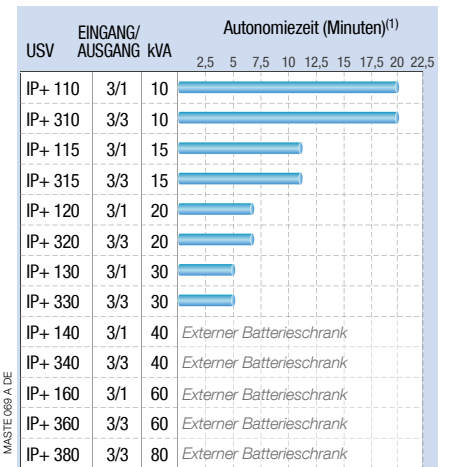 Autonomiezeit (Minuten)(1)
USV EINGANG/ AUSGANG kVA
2,5 5 7,5 10 12,5 15 17,5 20 22,5
IP+ 110 3/1 10
IP+ 310 3/3 10
IP+ 115 3/1 15
IP+ 315 3/3 15
IP+ 120 3/1 20
IP+ 320 3/3 20
IP+ 130 3/1 30
IP+ 330 3/3 30
IP+ 140 3/1 40 Externer Batterieschrank
IP+ 340 3/3 40 Externer Batterieschrank
IP+ 160 3/1 60 Externer Batterieschrank
IP+ 360 3/3 60 Externer Batterieschrank
IP+ 380 3/3 80 Externer Batterieschrank
MASTE 069 A DE